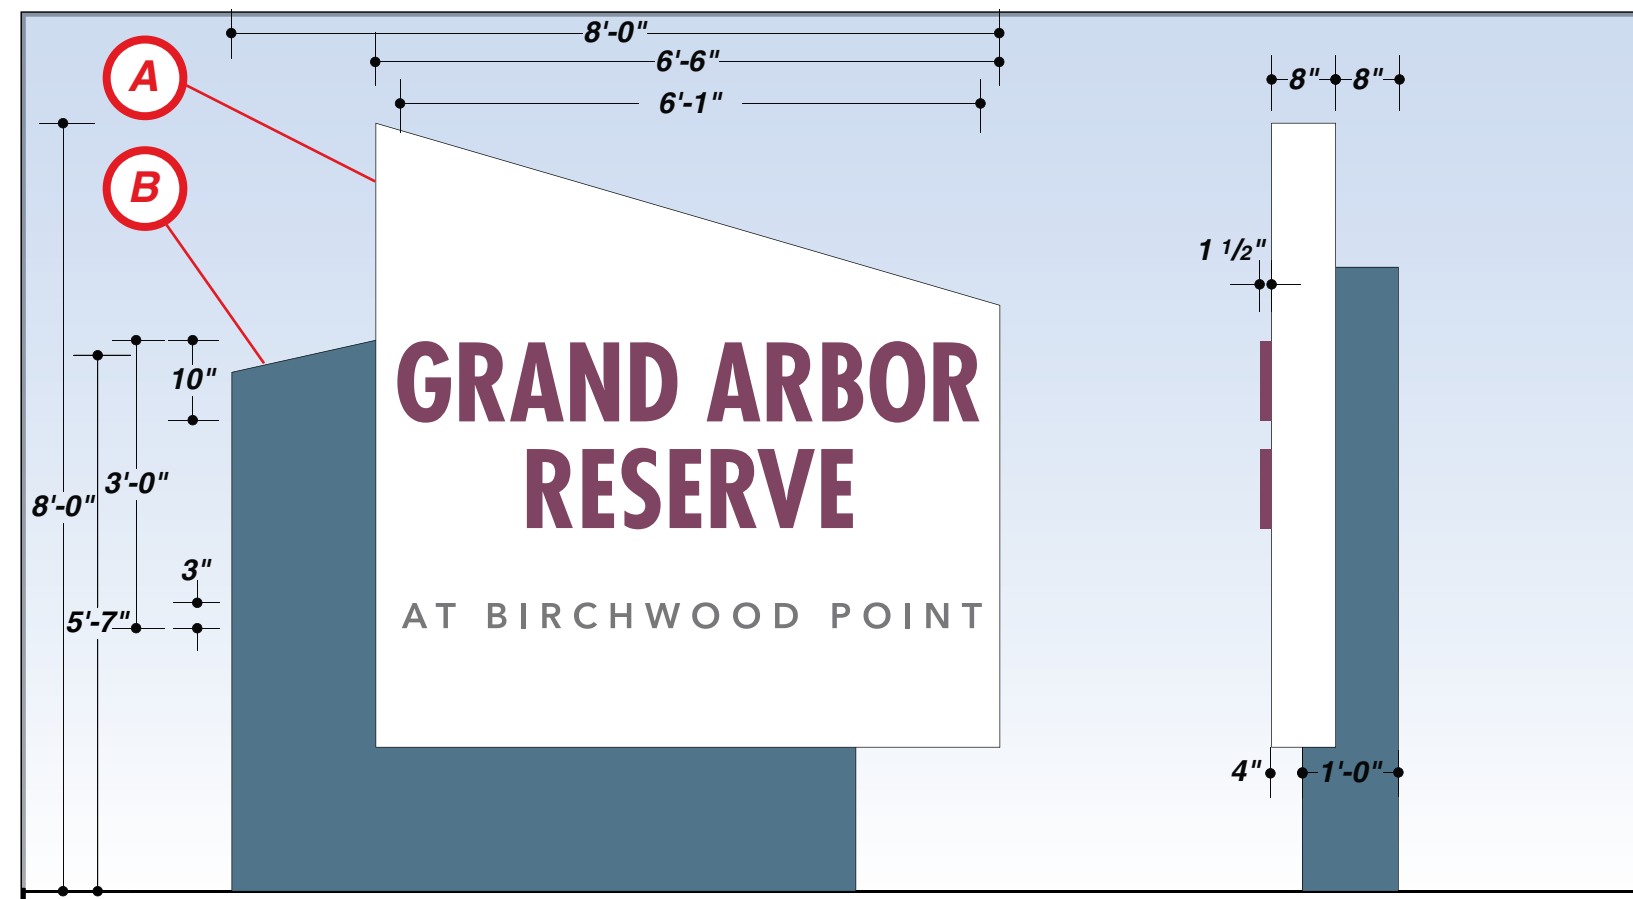 8'-0"
6'-6"
6'-1"
A
B
8" 8"
1 1/2"
10"
3'-0"
8'-0"
3"
5'-7"
GRAND ARBOR
RESERVE
AT BIRCHWOOD POINT
4" 1'-0"